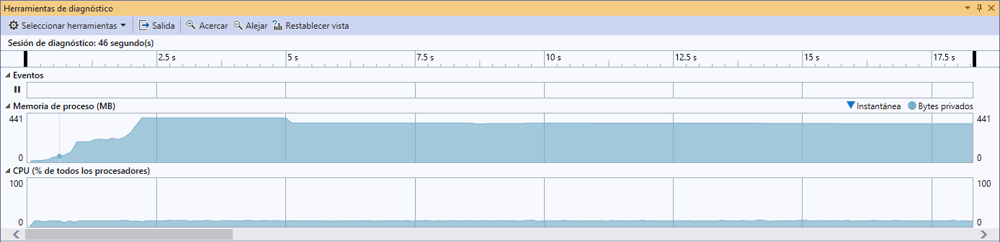 Herramientas de diagnóstico
Seleccionar herramientas Salida Acercar Alejar Restablecer vista
Sesión de diagnóstico: 46 segundo(s)
2.5 s 5 s 7.5 s 10 s 12.5 s 15 s 17.5 s
Eventos
Memoria de proceso (MB) Instantánea Bytes privados
441 441
0 0
CPU (% de todos los procesadores)
100 100
0 0